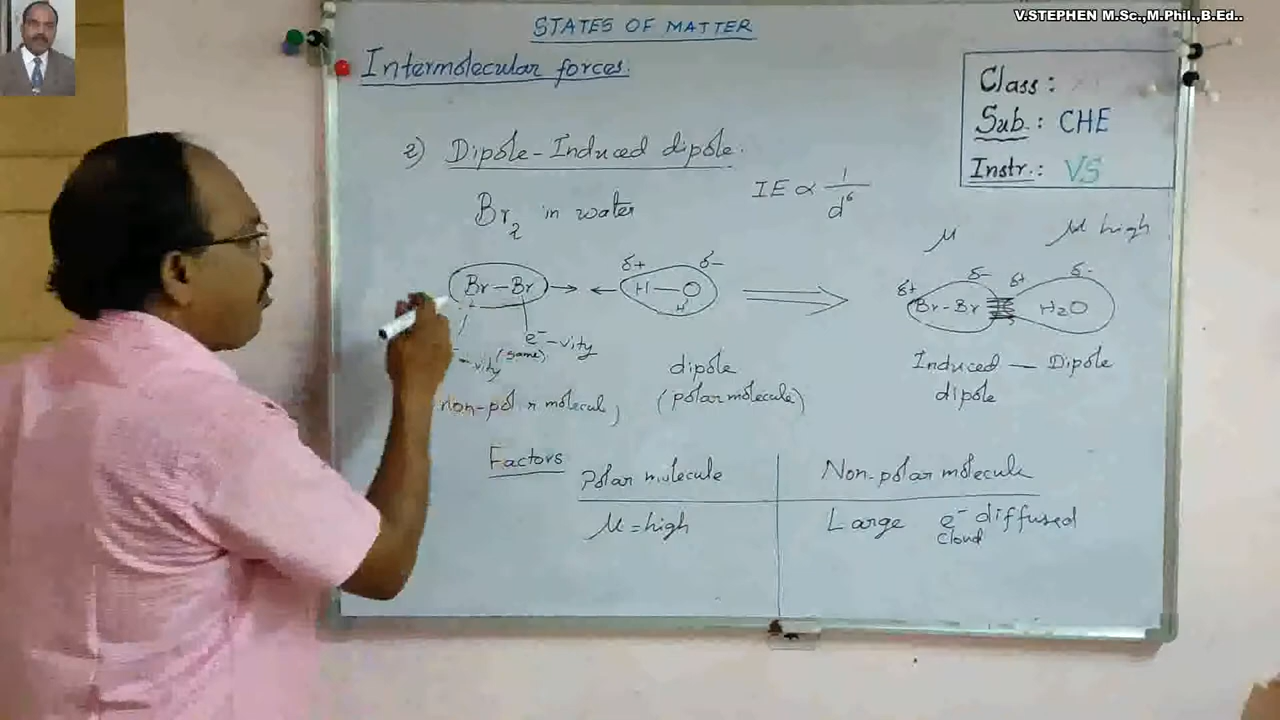 V.STEPHEN M.Sc.,M.Phil.,B.Ed..
STATES OF MATTER
Intermolecular forces:
Class:
Sub.: CHE
Instr.: VS
2) Dipole-Induced dipole.
IE ∝ 1/d⁶
Br₂ in water
μ
μ high
δ+ δ-
Br-Br → ← H-O
H
δ+ δ- δ+ δ-
Br-Br H₂O
e⁻-vity
(same)
-vity
non-pol molecule,
dipole
(polar molecule)
Induced — Dipole
dipole
Factors
Polar molecule
Non-polar molecule
μ = high
Large e⁻ diffused
cloud